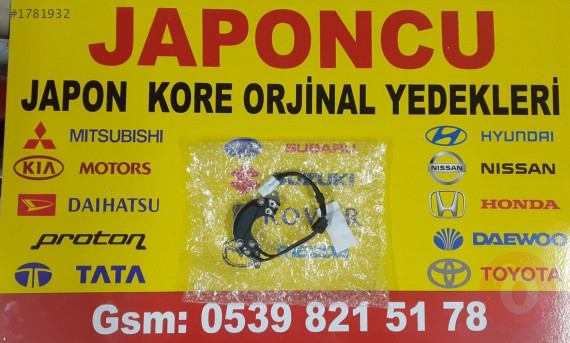 #1781932
JAPONCU
JAPON KORE ORJİNAL YEDEKLERİ
MITSUBISHI
SUBARU
HYUNDAI
KIA MOTORS
SUZUKI
NISSAN
DAIHATSU
ROVER
HONDA
proton
MAZDA
DAEWOO
TATA
TOYOTA
Gsm: 0539 821 51 78